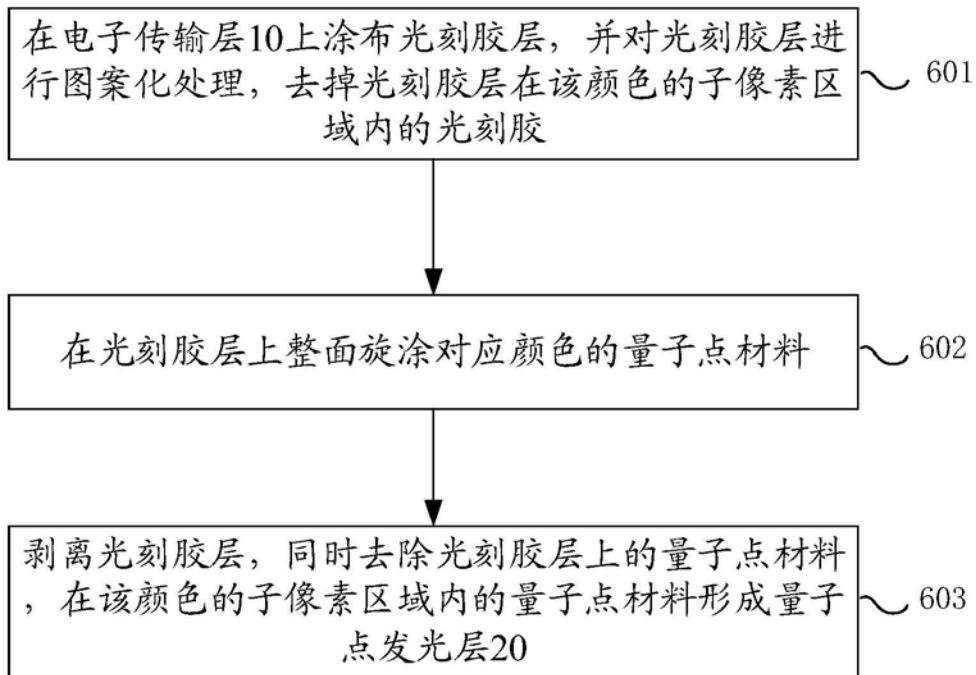 在电子传输层10上涂布光刻胶层，并对光刻胶层进
行图案化处理，去掉光刻胶层在该颜色的子像素区
域内的光刻胶
601
在光刻胶层上整面旋涂对应颜色的量子点材料
602
剥离光刻胶层，同时去除光刻胶层上的量子点材料
，在该颜色的子像素区域内的量子点材料形成量子
点发光层20
603